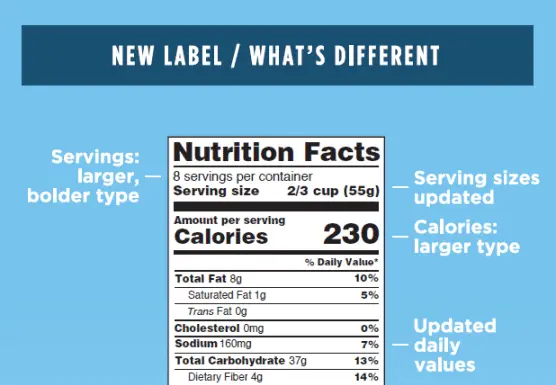 NEW LABEL / WHAT'S DIFFERENT
Servings:
larger,
bolder type
Nutrition Facts
8 servings per container
Serving size 2/3 cup (55g)
Amount per serving
Calories 230
% Daily Value*
Total Fat 8g 10%
Saturated Fat 1g 5%
Trans Fat 0g
Cholesterol 0mg 0%
Sodium 160mg 7%
Total Carbohydrate 37g 13%
Dietary Fiber 4g 14%
Serving sizes
updated
Calories:
larger type
Updated
daily
values